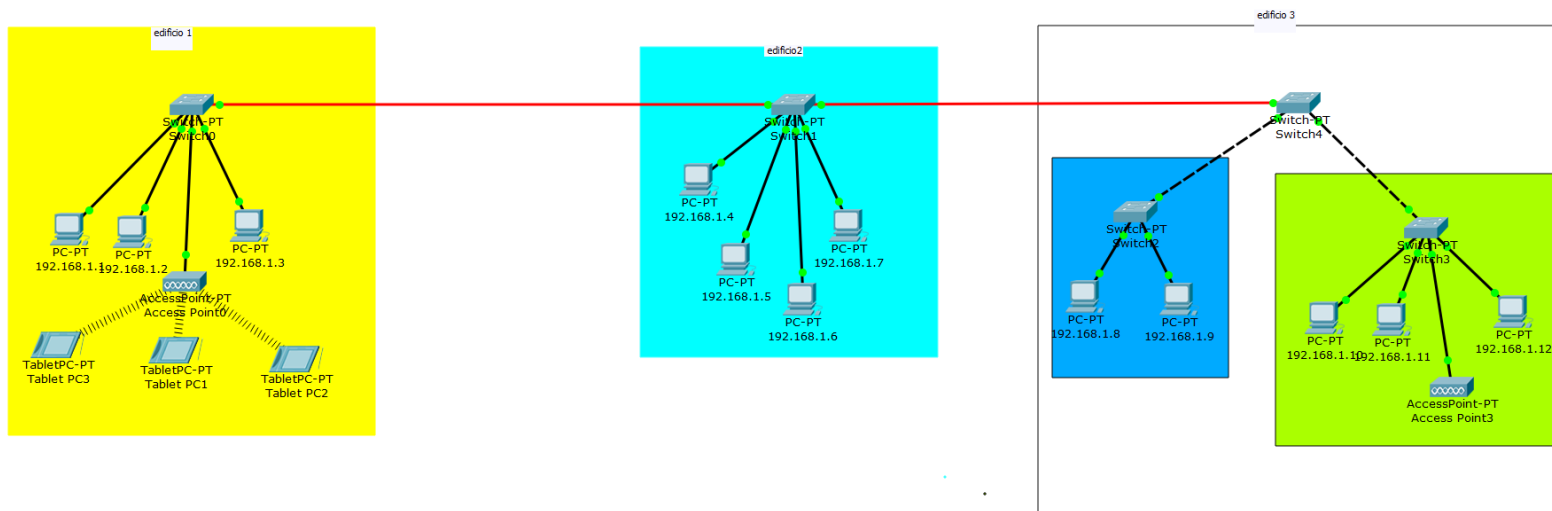 edificio 1
Switch-PT
Switch0
PC-PT
192.168.1.1
PC-PT
192.168.1.2
PC-PT
192.168.1.3
AccessPoint-PT
Access Point0
TabletPC-PT
Tablet PC3
TabletPC-PT
Tablet PC1
TabletPC-PT
Tablet PC2
edificio2
Switch-PT
Switch1
PC-PT
192.168.1.4
PC-PT
192.168.1.5
PC-PT
192.168.1.6
PC-PT
192.168.1.7
edificio 3
Switch-PT
Switch4
Switch-PT
Switch2
PC-PT
192.168.1.8
PC-PT
192.168.1.9
Switch-PT
Switch3
PC-PT
192.168.1.10
PC-PT
192.168.1.11
PC-PT
192.168.1.12
AccessPoint-PT
Access Point3